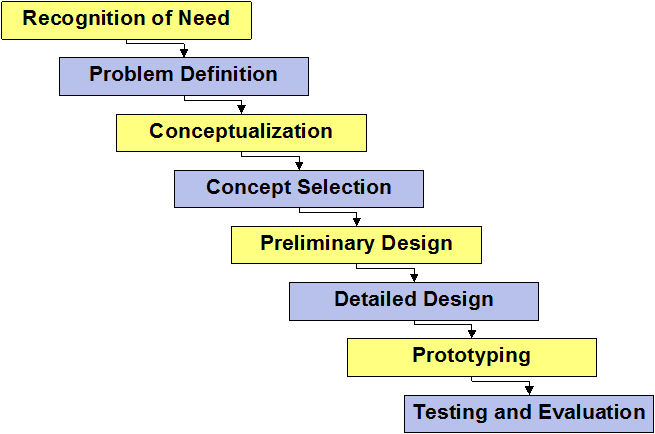 Recognition of Need
Problem Definition
Conceptualization
Concept Selection
Preliminary Design
Detailed Design
Prototyping
Testing and Evaluation